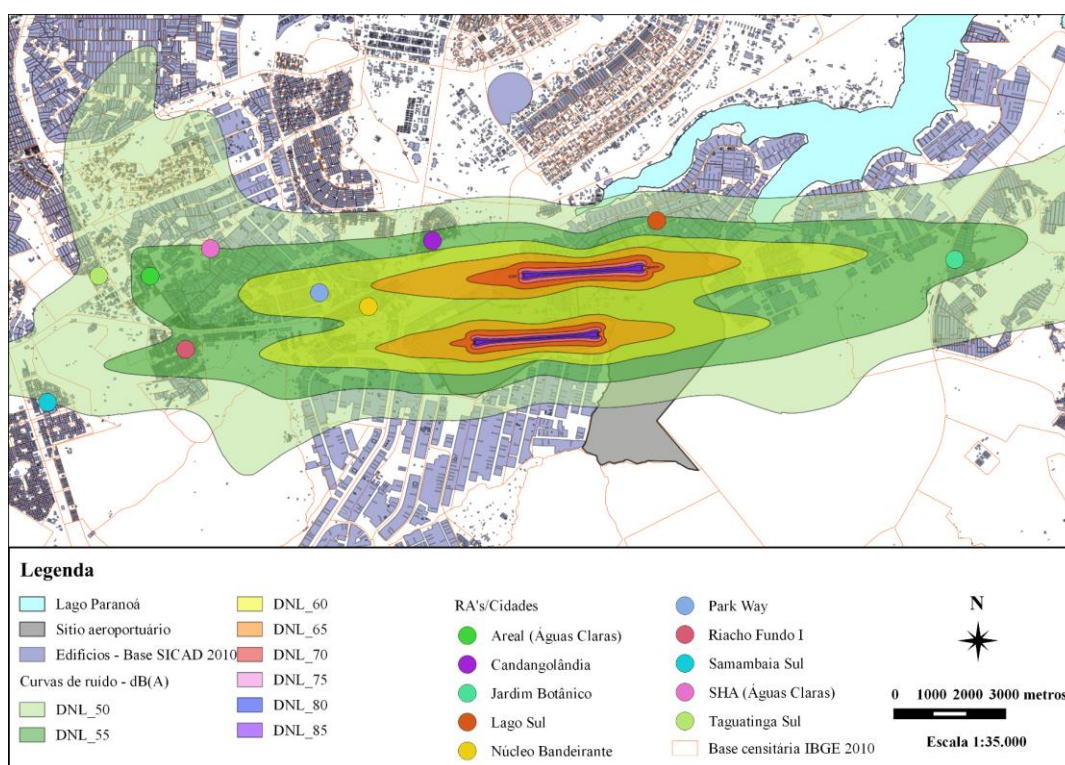 Legenda
Lago Paranoá
Sítio aeroportuário
Edifícios - Base SICAD 2010
Curvas de ruído - dB(A)
DNL_50
DNL_55
DNL_60
DNL_65
DNL_70
DNL_75
DNL_80
DNL_85
RA's/Cidades
Areal (Águas Claras)
Candangolândia
Jardim Botânico
Lago Sul
Núcleo Bandeirante
Park Way
Riacho Fundo I
Samambaia Sul
SHA (Águas Claras)
Taguatinga Sul
Base censitária IBGE 2010
N
0 1000 2000 3000 metros
Escala 1:35.000